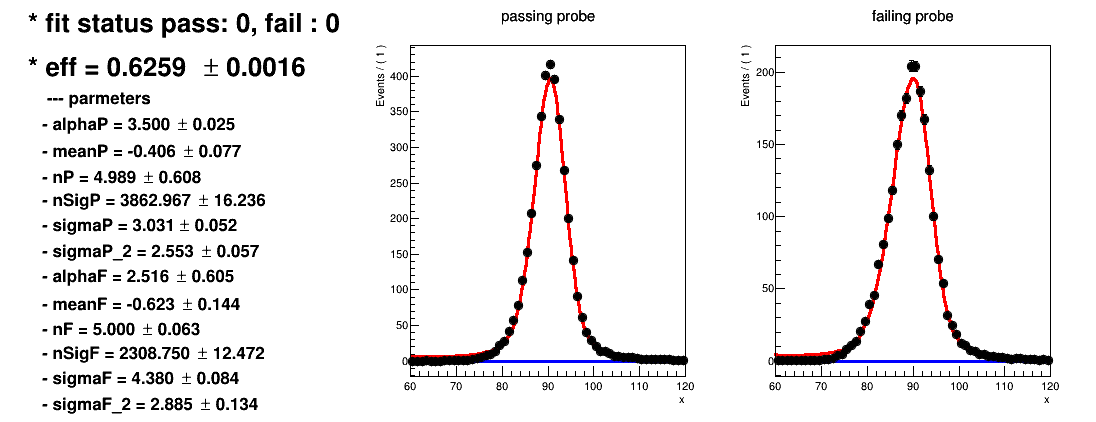 * fit status pass: 0, fail : 0
* eff = 0.6259 ± 0.0016
--- parmeters
- alphaP = 3.500 ± 0.025
- meanP = -0.406 ± 0.077
- nP = 4.989 ± 0.608
- nSigP = 3862.967 ± 16.236
- sigmaP = 3.031 ± 0.052
- sigmaP_2 = 2.553 ± 0.057
- alphaF = 2.516 ± 0.605
- meanF = -0.623 ± 0.144
- nF = 5.000 ± 0.063
- nSigF = 2308.750 ± 12.472
- sigmaF = 4.380 ± 0.084
- sigmaF_2 = 2.885 ± 0.134
passing probe
Events / ( 1 )
400
350
300
250
200
150
100
50
0
60 70 80 90 100 110 120
x
failing probe
Events / ( 1 )
200
150
100
50
0
60 70 80 90 100 110 120
x